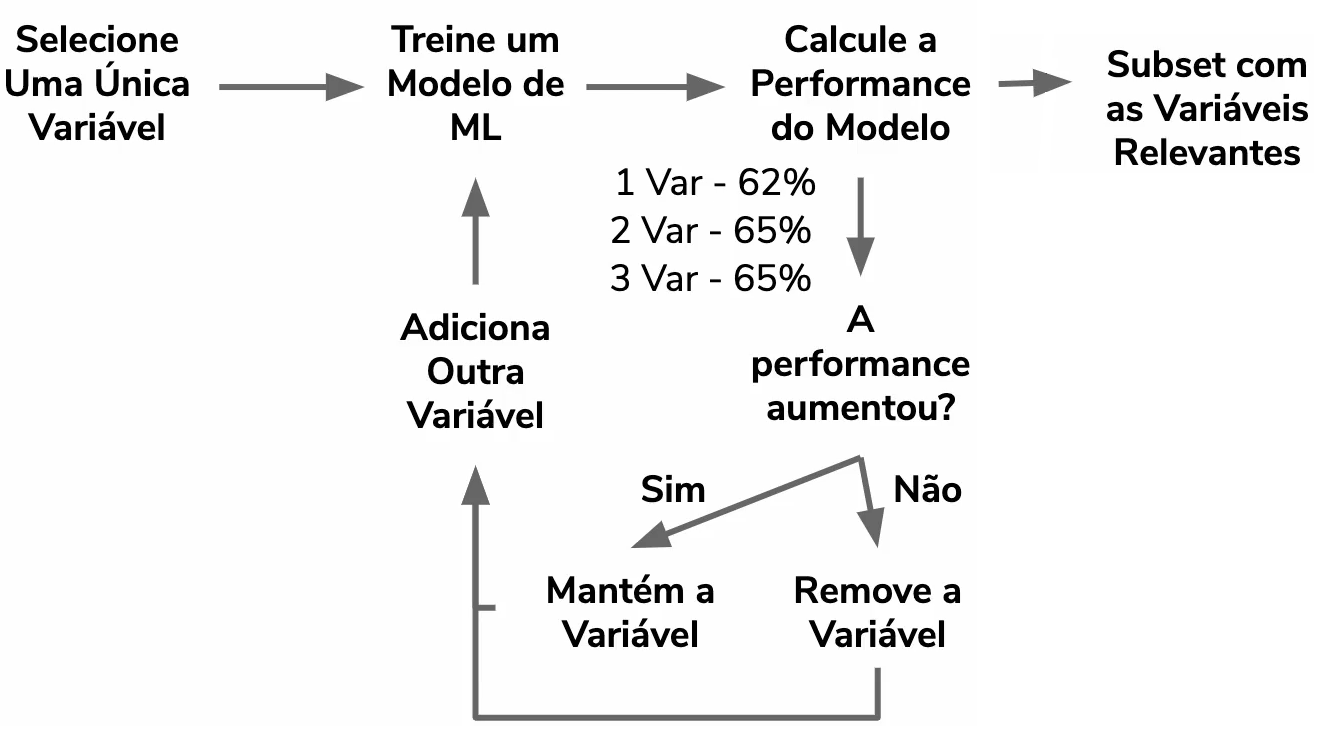 Selecione
Uma Única
Variável
Treine um
Modelo de
ML
Calcule a
Performance
do Modelo
Subset com
as Variáveis
Relevantes
1 Var - 62%
2 Var - 65%
3 Var - 65%
Adiciona
Outra
Variável
A
performance
aumentou?
Sim
Não
Mantém a
Variável
Remove a
Variável